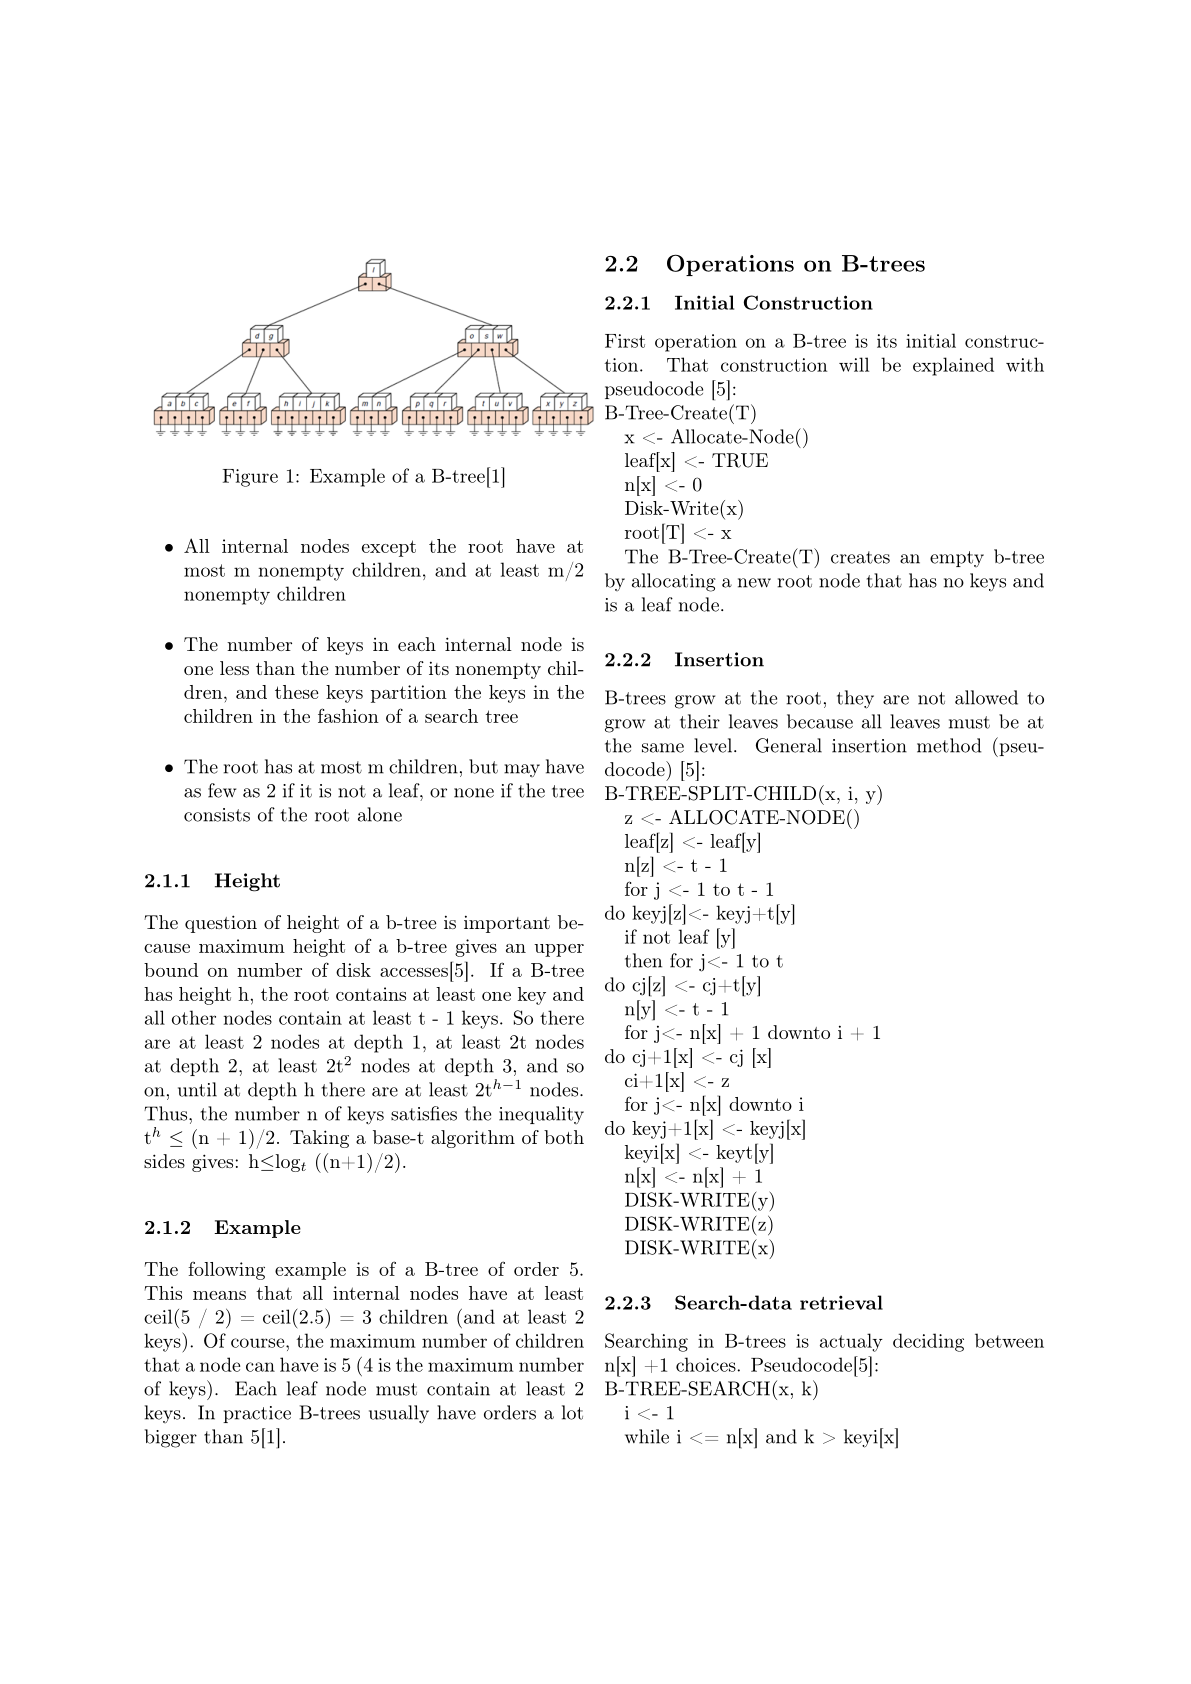 l
d g
o s w
a b c
e f
h i j k
m n
p q r
t u v
x y z
Figure 1: Example of a B-tree[1]
• All internal nodes except the root have at
most m nonempty children, and at least m/2
nonempty children
• The number of keys in each internal node is
one less than the number of its nonempty chil-
dren, and these keys partition the keys in the
children in the fashion of a search tree
• The root has at most m children, but may have
as few as 2 if it is not a leaf, or none if the tree
consists of the root alone
2.1.1 Height
The question of height of a b-tree is important be-
cause maximum height of a b-tree gives an upper
bound on number of disk accesses[5]. If a B-tree
has height h, the root contains at least one key and
all other nodes contain at least t - 1 keys. So there
are at least 2 nodes at depth 1, at least 2t nodes
at depth 2, at least 2t² nodes at depth 3, and so
on, until at depth h there are at least 2t^{h−1} nodes.
Thus, the number n of keys satisfies the inequality
t^h ≤ (n + 1)/2. Taking a base-t algorithm of both
sides gives: h≤log_t ((n+1)/2).
2.1.2 Example
The following example is of a B-tree of order 5.
This means that all internal nodes have at least
ceil(5 / 2) = ceil(2.5) = 3 children (and at least 2
keys). Of course, the maximum number of children
that a node can have is 5 (4 is the maximum number
of keys). Each leaf node must contain at least 2
keys. In practice B-trees usually have orders a lot
bigger than 5[1].
2.2 Operations on B-trees
2.2.1 Initial Construction
First operation on a B-tree is its initial construc-
tion. That construction will be explained with
pseudocode [5]:
B-Tree-Create(T)
x <- Allocate-Node()
leaf[x] <- TRUE
n[x] <- 0
Disk-Write(x)
root[T] <- x
The B-Tree-Create(T) creates an empty b-tree
by allocating a new root node that has no keys and
is a leaf node.
2.2.2 Insertion
B-trees grow at the root, they are not allowed to
grow at their leaves because all leaves must be at
the same level. General insertion method (pseu-
docode) [5]:
B-TREE-SPLIT-CHILD(x, i, y)
z <- ALLOCATE-NODE()
leaf[z] <- leaf[y]
n[z] <- t - 1
for j <- 1 to t - 1
do keyj[z]<- keyj+t[y]
if not leaf [y]
then for j<- 1 to t
do cj[z] <- cj+t[y]
n[y] <- t - 1
for j<- n[x] + 1 downto i + 1
do cj+1[x] <- cj [x]
ci+1[x] <- z
for j<- n[x] downto i
do keyj+1[x] <- keyj[x]
keyi[x] <- keyt[y]
n[x] <- n[x] + 1
DISK-WRITE(y)
DISK-WRITE(z)
DISK-WRITE(x)
2.2.3 Search-data retrieval
Searching in B-trees is actualy deciding between
n[x] +1 choices. Pseudocode[5]:
B-TREE-SEARCH(x, k)
i <- 1
while i <= n[x] and k > keyi[x]